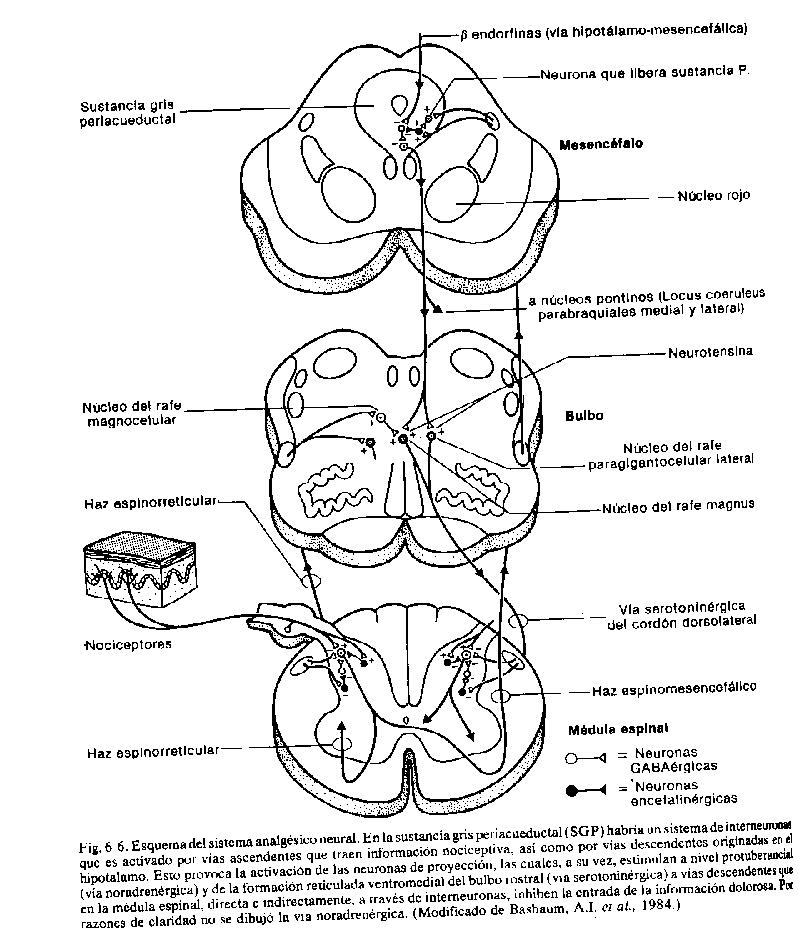 β endorfinas (vía hipotálamo-mesencefálica)
Neurona que libera sustancia P.
Sustancia gris
periacueductal
Mesencéfalo
Núcleo rojo
a núcleos pontinos (Locus coeruleus
parabraquiales medial y lateral)
Neurotensina
Núcleo del rafe
magnocelular
Bulbo
Núcleo del rafe
paragigantocelular lateral
Haz espinorreticular
Núcleo del rafe magnus
Nociceptores
Vía serotoninérgica
del cordón dorsolateral
Haz espinomesencefálico
Haz espinorreticular
Médula espinal
= Neuronas
GABAérgicas
= Neuronas
encefalinérgicas
Fig. 6 6. Esquema del sistema analgésico neural. En la sustancia gris periacueductal (SGP) habría un sistema de interneuronas
que es activado por vías ascendentes que traen información nociceptiva, así como por vías descendentes originadas en el
hipotálamo. Esto provoca la activación de las neuronas de proyección, las cuales, a su vez, estimulan a nivel protuberancial
(vía noradrenérgica) y de la formación reticulada ventromedial del bulbo rostral (vía serotoninérgica) a vías descendentes que
en la médula espinal, directa e indirectamente, a través de interneuronas, inhiben la entrada de la información dolorosa. Por
razones de claridad no se dibujó la vía noradrenérgica. (Modificado de Basbaum, A.I. et al., 1984.)